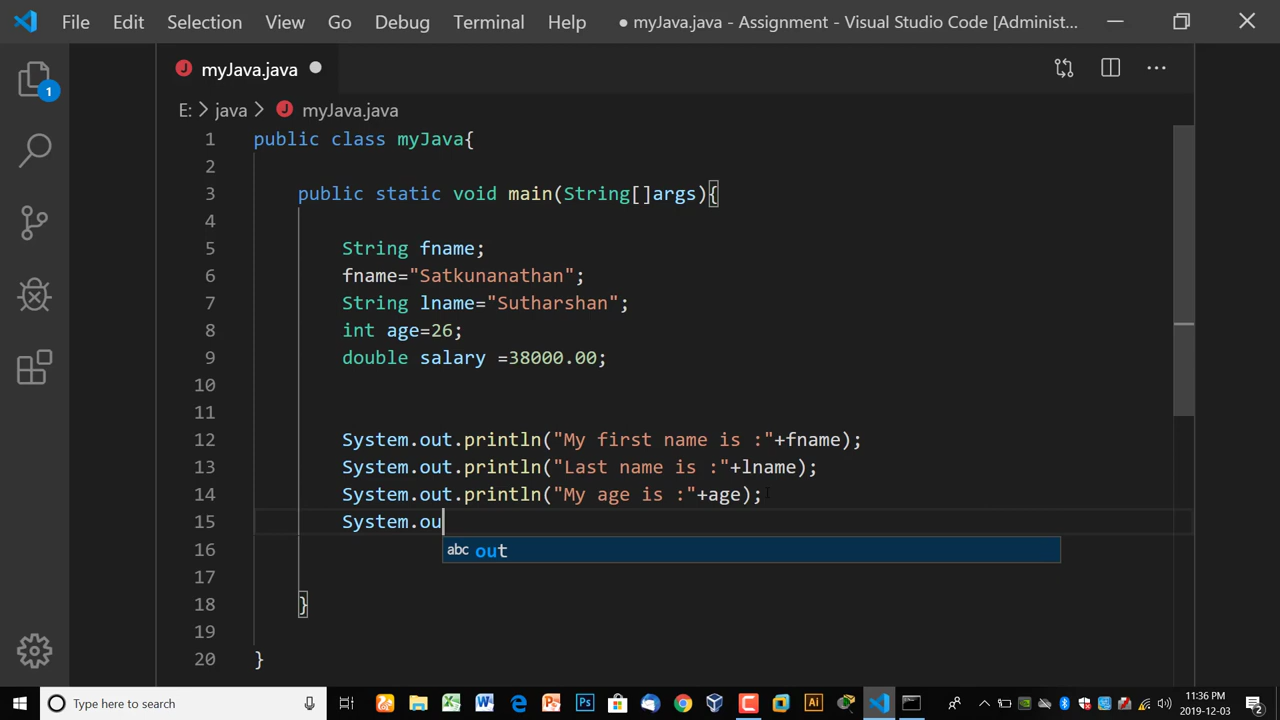 File Edit Selection View Go Debug Terminal Help ● myJava.java - Assignment - Visual Studio Code [Administ...
1
myJava.java
E: > java > myJava.java
1 public class myJava{
2
3 public static void main(String[]args){
4
5 String fname;
6 fname="Satkunanathan";
7 String lname="Sutharshan";
8 int age=26;
9 double salary =38000.00;
10
11
12 System.out.println("My first name is :"+fname);
13 System.out.println("Last name is :"+lname);
14 System.out.println("My age is :"+age);
15 System.ou
abc out
16
17
18 }
19
20 }
Type here to search
11:36 PM
2019-12-03
2